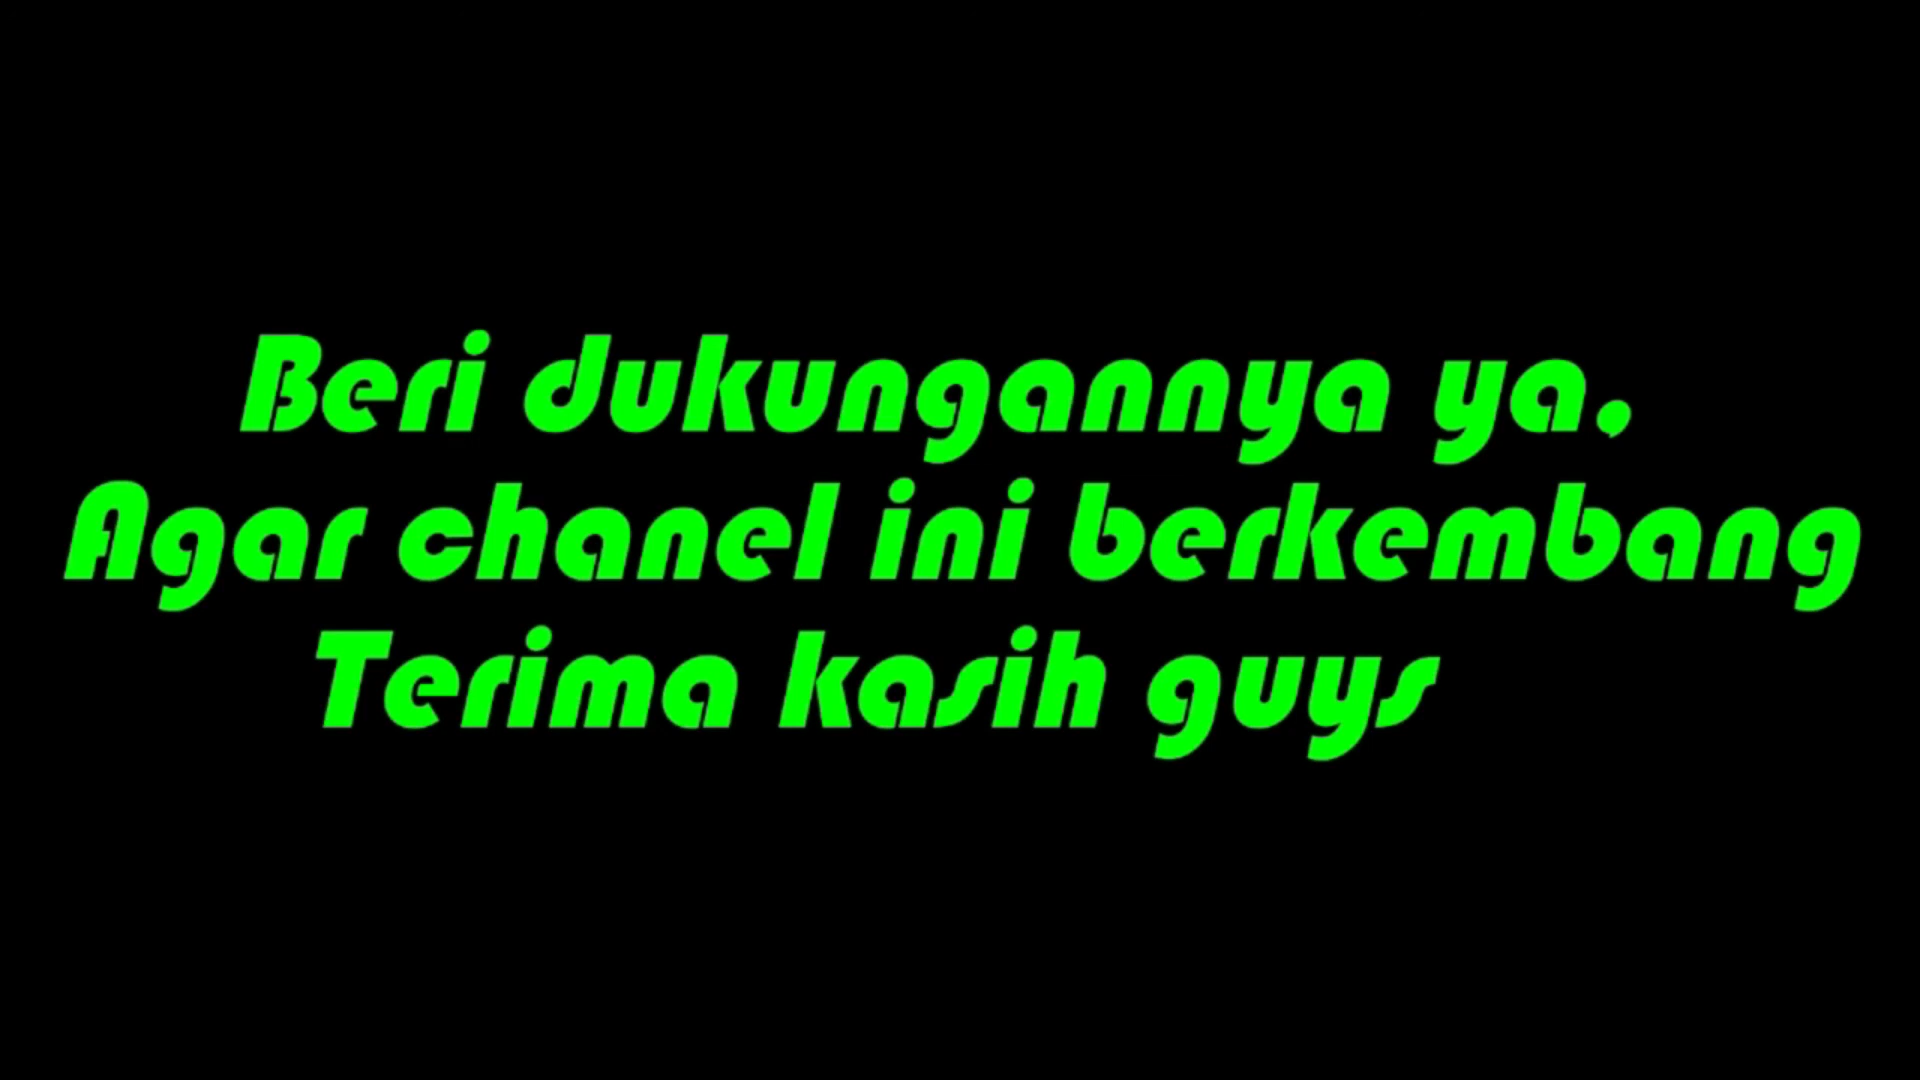 Beri dukungannya ya,
Agar chanel ini berkembang
Terima kasih guys